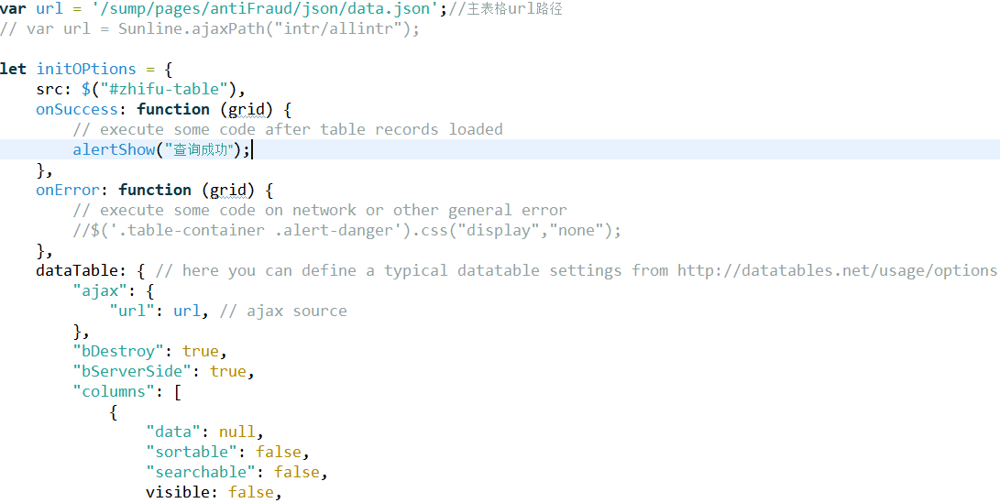 var url = '/sump/pages/antiFraud/json/data.json';//主表格url路径
// var url = Sunline.ajaxPath("intr/allintr");
let initOPtions = {
src: $("#zhifu-table"),
onSuccess: function (grid) {
// execute some code after table records loaded
alertShow("查询成功");
},
onError: function (grid) {
// execute some code on network or other general error
//$('.table-container .alert-danger').css("display","none");
},
dataTable: { // here you can define a typical datatable settings from http://datatables.net/usage/options
"ajax": {
"url": url, // ajax source
},
"bDestroy": true,
"bServerSide": true,
"columns": [
{
"data": null,
"sortable": false,
"searchable": false,
visible: false,